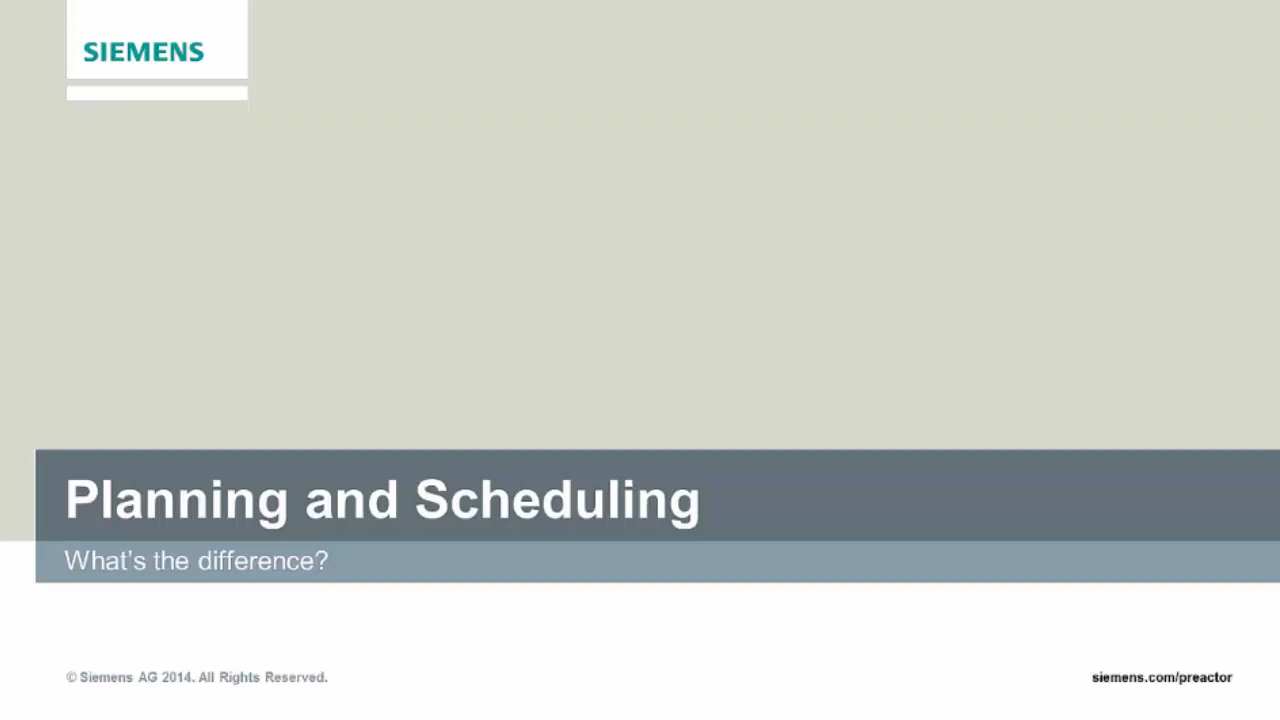 SIEMENS
Planning and Scheduling
What's the difference?
© Siemens AG 2014. All Rights Reserved.
siemens.com/preactor